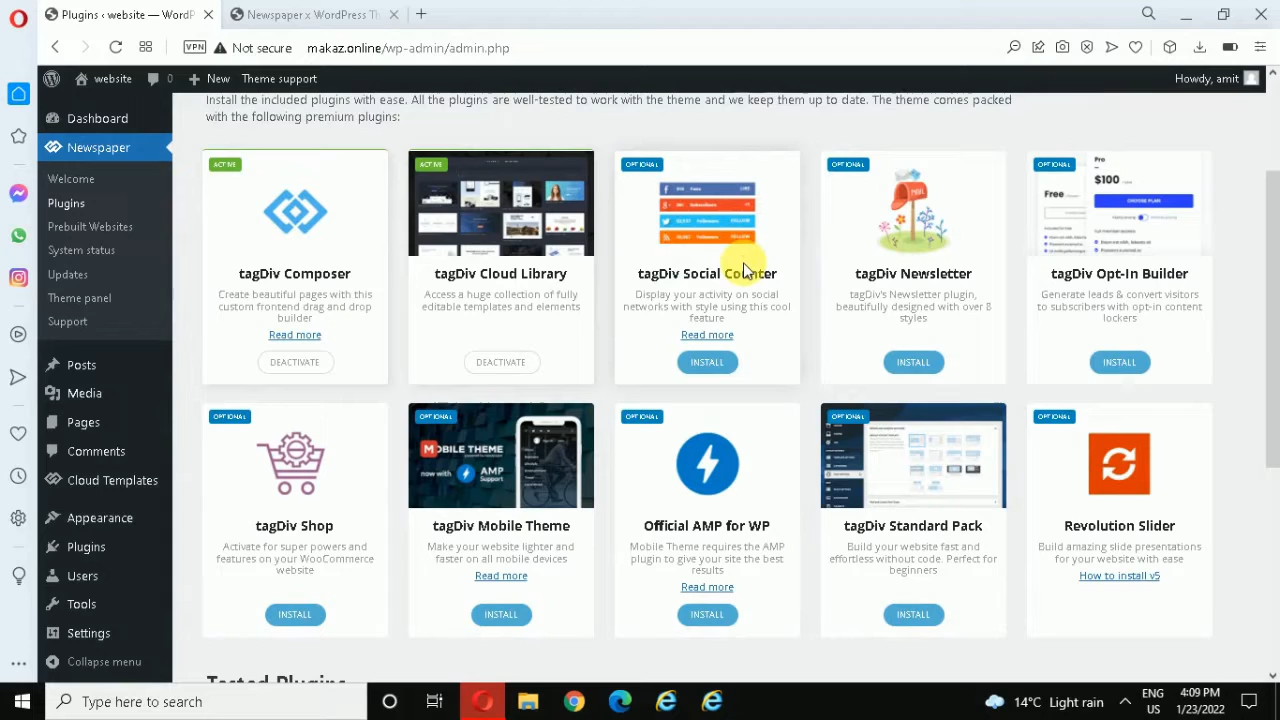 Plugins ‹ website — WordP
Newspaper x WordPress Th
VPN
Not secure
makaz.online/wp-admin/admin.php
website
0
New
Theme support
Howdy, amit
Dashboard
Newspaper
Welcome
Plugins
Prebuilt Websites
System status
Updates
Theme panel
Support
Posts
Media
Pages
Comments
Cloud Templates
Appearance
Plugins
Users
Tools
Settings
Collapse menu
Install the included plugins with ease. All the plugins are well-tested to work with the theme and we keep them up to date. The theme comes packed
with the following premium plugins:
ACTIVE
tagDiv Composer
Create beautiful pages with this
custom frontend drag and drop
builder
Read more
DEACTIVATE
ACTIVE
tagDiv Cloud Library
Access a huge collection of fully
editable templates and elements
DEACTIVATE
OPTIONAL
tagDiv Social Counter
Display your activity on social
networks with style using this cool
feature
Read more
INSTALL
OPTIONAL
MAIL
tagDiv Newsletter
tagDiv's Newsletter plugin,
beautifully designed with over 8
styles
INSTALL
OPTIONAL
Pro
$100
Free
CHOOSE PLAN
tagDiv Opt-In Builder
Generate leads & convert visitors
to subscribers with opt-in content
lockers
INSTALL
OPTIONAL
tagDiv Shop
Activate for super powers and
features on your WooCommerce
website
INSTALL
OPTIONAL
MOBILE THEME
now with AMP
Support
tagDiv Mobile Theme
Make your website lighter and
faster on all mobile devices
Read more
INSTALL
OPTIONAL
Official AMP for WP
Mobile Theme requires the AMP
plugin to give your site the best
results
Read more
INSTALL
OPTIONAL
tagDiv Standard Pack
Build your website fast and
effortless without code. Perfect for
beginners
INSTALL
OPTIONAL
Revolution Slider
Build amazing slide presentations
for your website with ease
How to install v5
Tested Plugins
Type here to search
14°C Light rain
ENG
US
4:09 PM
1/23/2022